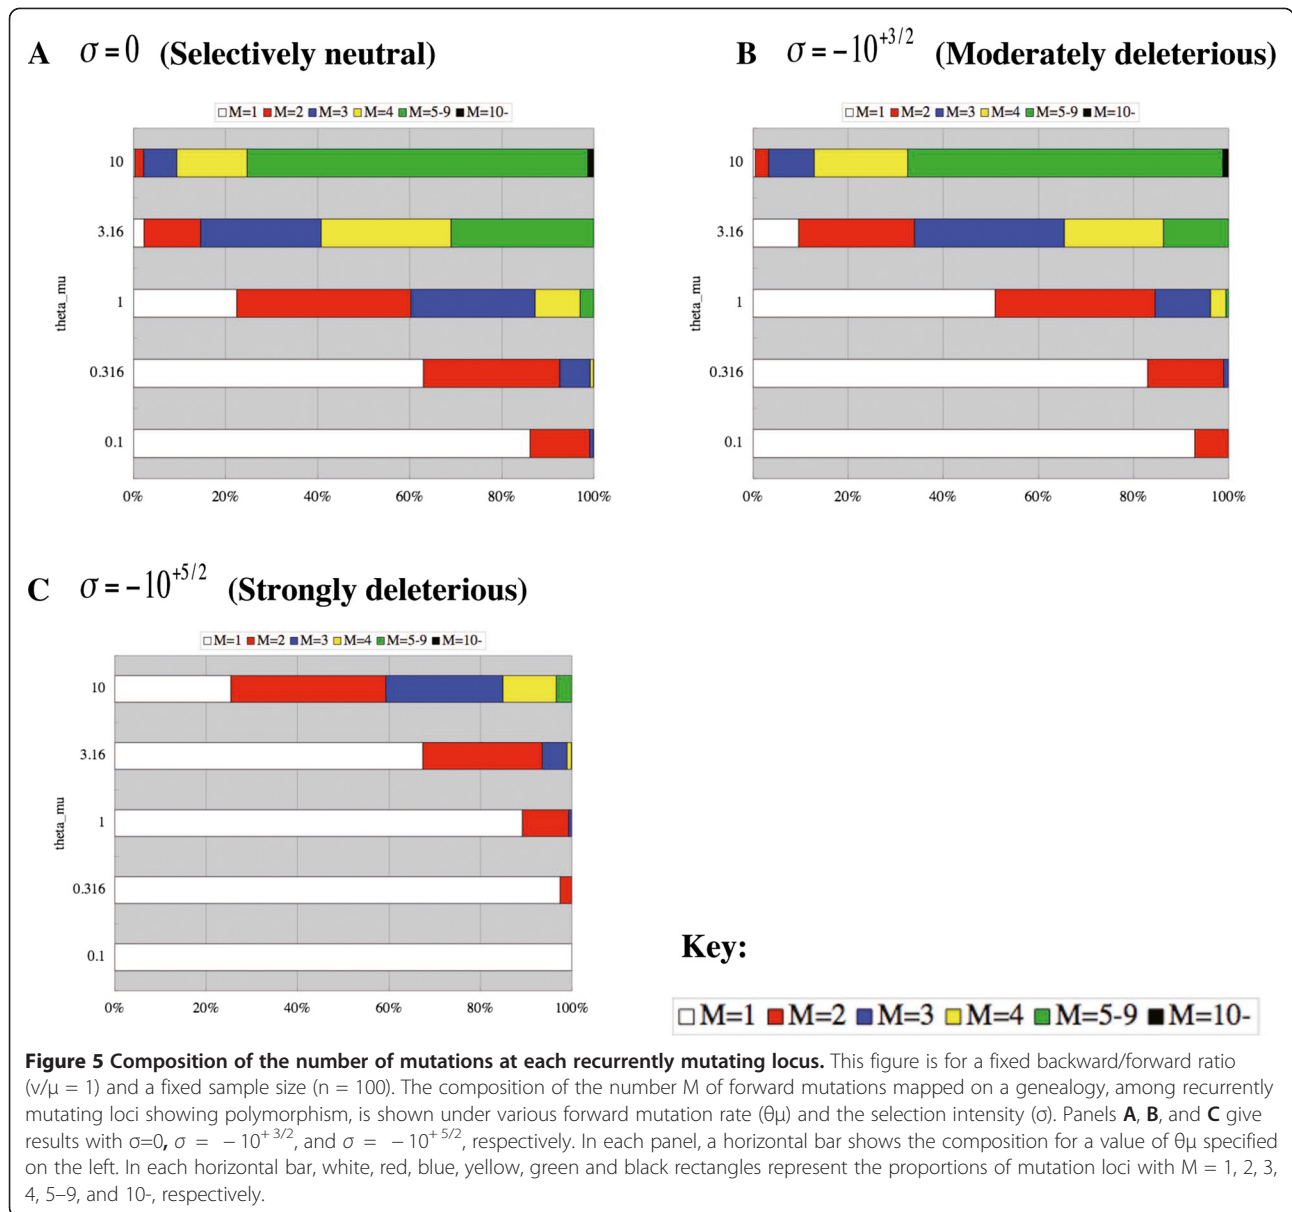 A σ = 0 (Selectively neutral)
B σ = −10^{+3/2} (Moderately deleterious)
□M=1 ■M=2 ■M=3 ■M=4 ■M=5-9 ■M=10-
□M=1 ■M=2 ■M=3 ■M=4 ■M=5-9 ■M=10-
theta_mu
10
3.16
1
0.316
0.1
0% 20% 40% 60% 80% 100%
theta_mu
10
3.16
1
0.316
0.1
0% 20% 40% 60% 80% 100%
C σ = −10^{+5/2} (Strongly deleterious)
□M=1 ■M=2 ■M=3 ■M=4 ■M=5-9 ■M=10-
theta_mu
10
3.16
1
0.316
0.1
0% 20% 40% 60% 80% 100%
Key:
□M=1 ■M=2 ■M=3 ■M=4 ■M=5-9 ■M=10-
Figure 5 Composition of the number of mutations at each recurrently mutating locus. This figure is for a fixed backward/forward ratio
(v/μ = 1) and a fixed sample size (n = 100). The composition of the number M of forward mutations mapped on a genealogy, among recurrently
mutating loci showing polymorphism, is shown under various forward mutation rate (θμ) and the selection intensity (σ). Panels A, B, and C give
results with σ=0, σ = − 10^{+ 3/2}, and σ = − 10^{+ 5/2}, respectively. In each panel, a horizontal bar shows the composition for a value of θμ specified
on the left. In each horizontal bar, white, red, blue, yellow, green and black rectangles represent the proportions of mutation loci with M = 1, 2, 3,
4, 5–9, and 10-, respectively.